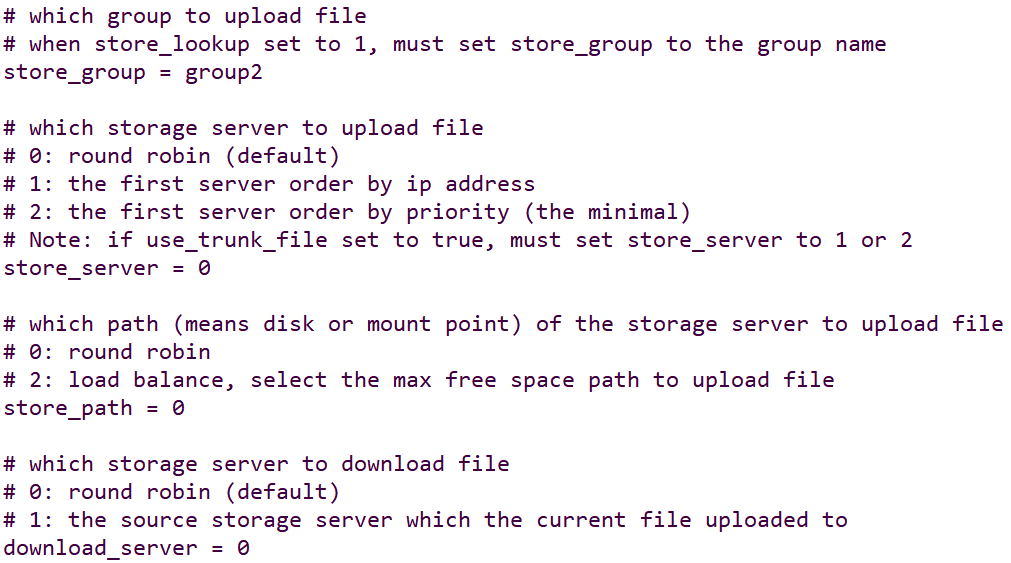 # which group to upload file
# when store_lookup set to 1, must set store_group to the group name
store_group = group2

# which storage server to upload file
# 0: round robin (default)
# 1: the first server order by ip address
# 2: the first server order by priority (the minimal)
# Note: if use_trunk_file set to true, must set store_server to 1 or 2
store_server = 0

# which path (means disk or mount point) of the storage server to upload file
# 0: round robin
# 2: load balance, select the max free space path to upload file
store_path = 0

# which storage server to download file
# 0: round robin (default)
# 1: the source storage server which the current file uploaded to
download_server = 0